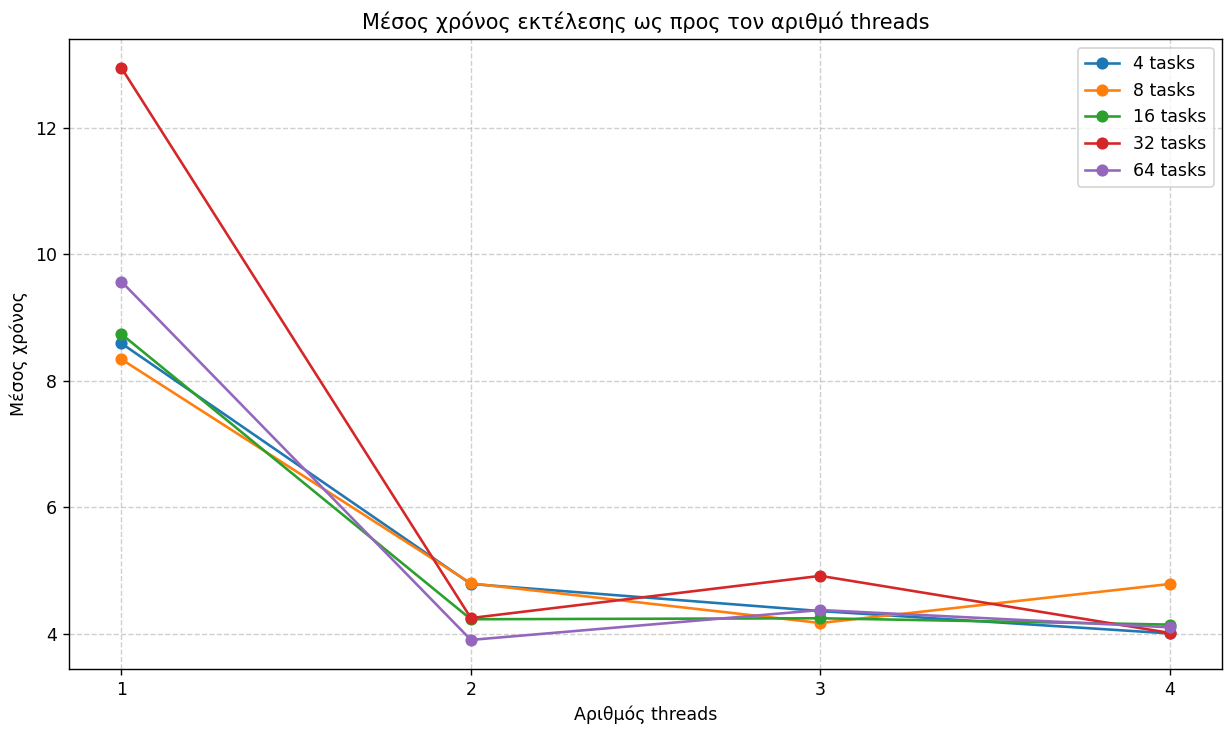 Μέσος χρόνος εκτέλεσης ως προς τον αριθμό threads
4 tasks
8 tasks
16 tasks
32 tasks
64 tasks
12
10
8
6
4
Μέσος χρόνος
1
2
3
4
Αριθμός threads